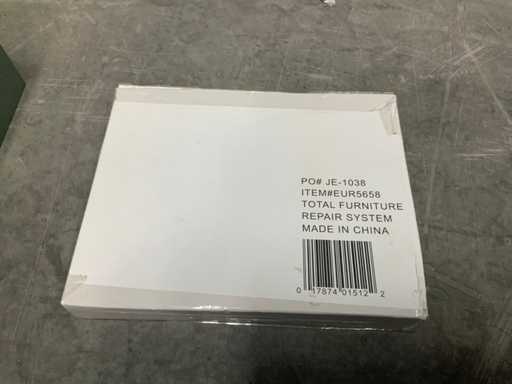 PO# JE-1038
ITEM#EUR5658
TOTAL FURNITURE
REPAIR SYSTEM
MADE IN CHINA
0 17874 01512 2